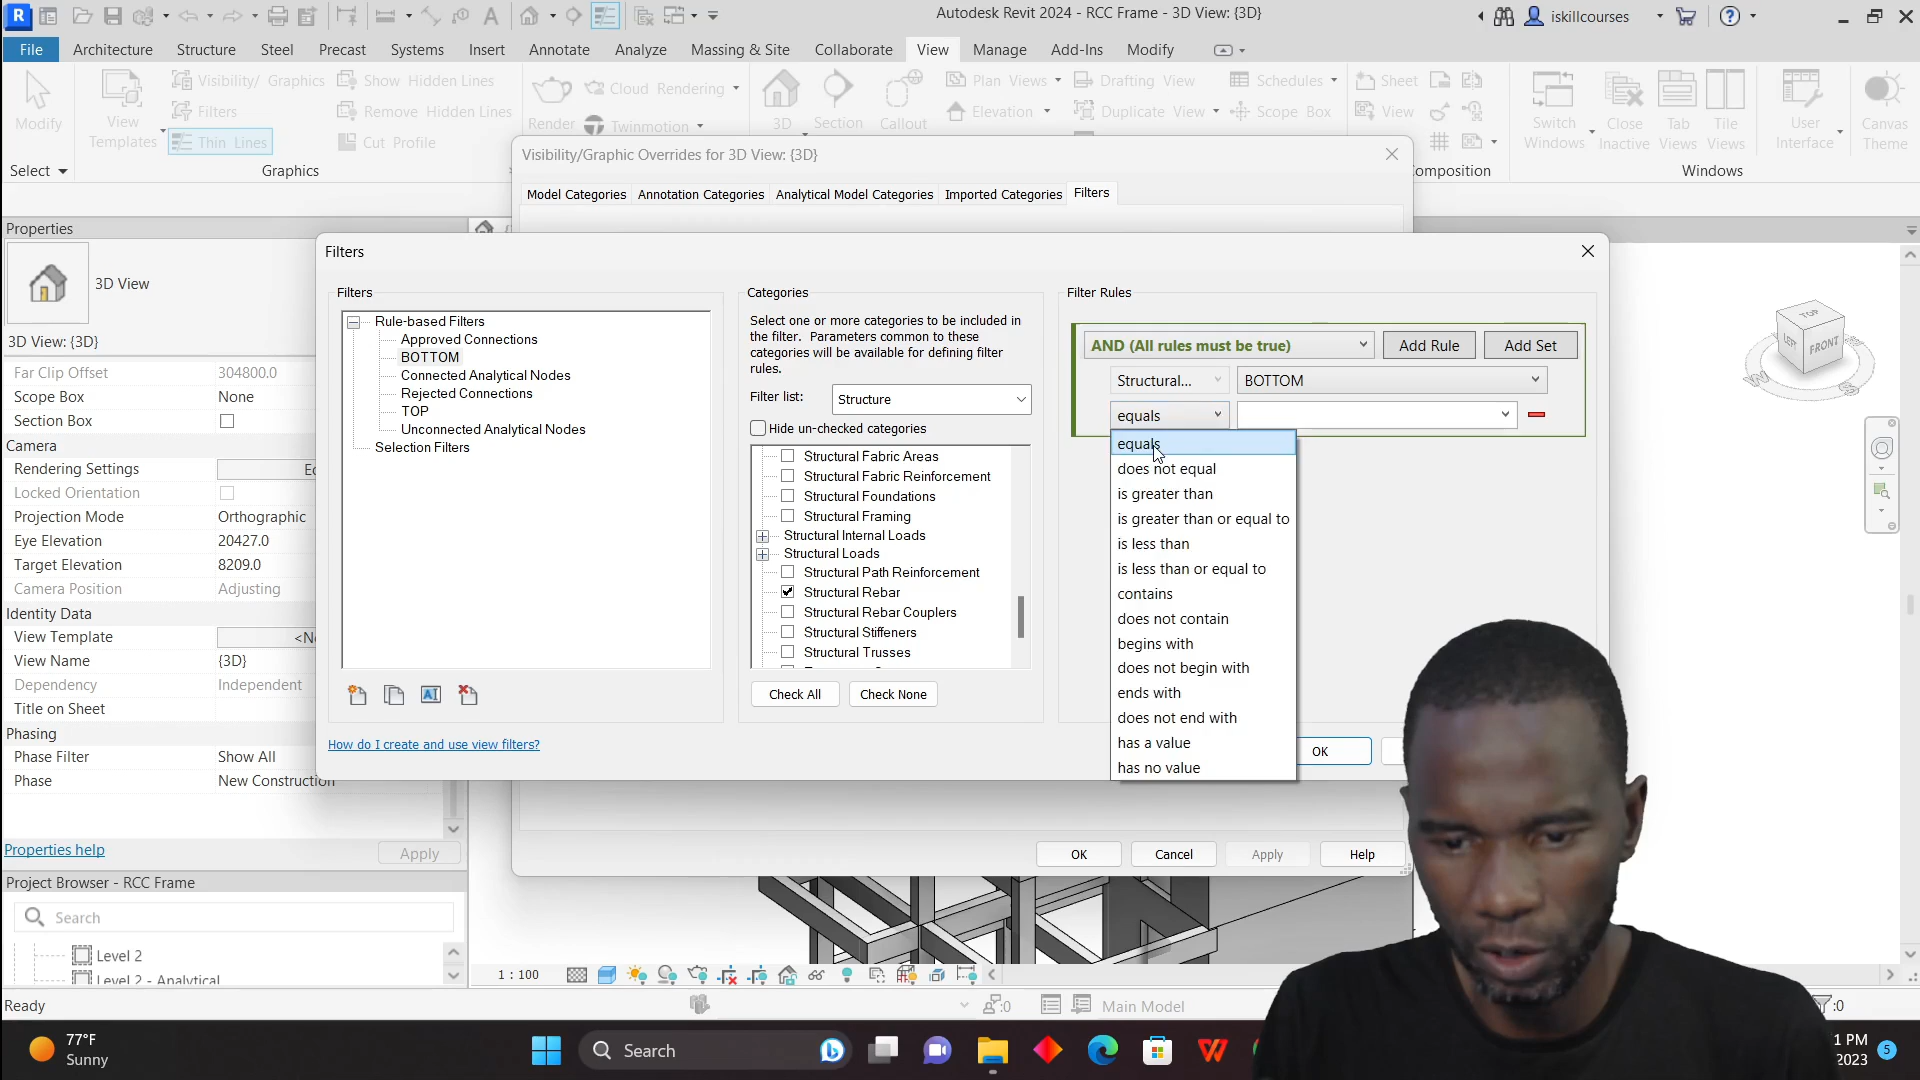 R
Autodesk Revit 2024 - RCC Frame - 3D View: {3D}
iskillcourses
File Architecture Structure Steel Precast Systems Insert Annotate Analyze Massing & Site Collaborate View Manage Add-Ins Modify
Modify
View
Templates
Visibility/ Graphics
Filters
Thin Lines
Show Hidden Lines
Remove Hidden Lines
Cut Profile
Render
Cloud Rendering
Twinmotion
3D
Section
Callout
Plan Views
Elevation
Drafting View
Duplicate View
Schedules
Scope Box
Sheet
View
Switch
Windows
Close
Inactive
Tab
Views
Tile
Views
User
Interface
Canvas
Theme
Select
Graphics
omposition
Windows
Visibility/Graphic Overrides for 3D View: {3D}
Model Categories Annotation Categories Analytical Model Categories Imported Categories Filters
Properties
3D View
3D View: {3D}
Far Clip Offset 304800.0
Scope Box None
Section Box
Camera
Rendering Settings
Locked Orientation
Projection Mode Orthographic
Eye Elevation 20427.0
Target Elevation 8209.0
Camera Position Adjusting
Identity Data
View Template
View Name {3D}
Dependency Independent
Title on Sheet
Phasing
Phase Filter Show All
Phase New Construction
Properties help
Apply
Project Browser - RCC Frame
Search
Level 2
Level 2 - Analytical
Ready
Filters
Filters
Rule-based Filters
Approved Connections
BOTTOM
Connected Analytical Nodes
Rejected Connections
TOP
Unconnected Analytical Nodes
Selection Filters
How do I create and use view filters?
Categories
Select one or more categories to be included in
the filter. Parameters common to these
categories will be available for defining filter
rules.
Filter list: Structure
Hide un-checked categories
Structural Fabric Areas
Structural Fabric Reinforcement
Structural Foundations
Structural Framing
Structural Internal Loads
Structural Loads
Structural Path Reinforcement
Structural Rebar
Structural Rebar Couplers
Structural Stiffeners
Structural Trusses
Check All
Check None
Filter Rules
AND (All rules must be true)
Add Rule
Add Set
Structural...
BOTTOM
equals
equals
does not equal
is greater than
is greater than or equal to
is less than
is less than or equal to
contains
does not contain
begins with
does not begin with
ends with
does not end with
has a value
has no value
OK
OK
Cancel
Apply
Help
TOP
LEFT
FRONT
1 : 100
:0
Main Model
:0
77°F
Sunny
Search
1 PM
2023
5